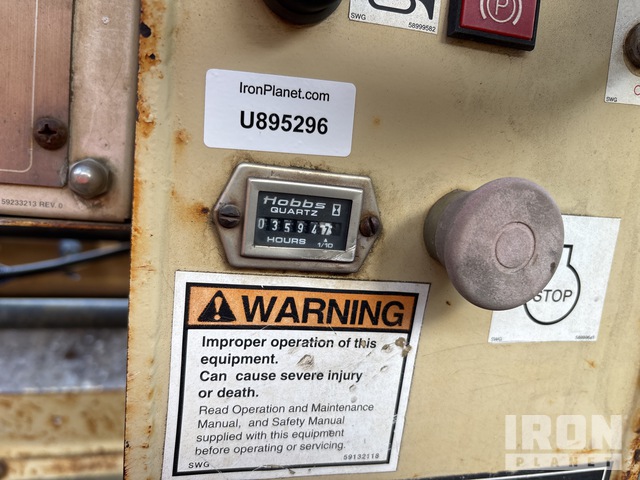 SWG
58999582
P
IronPlanet.com
U895296
SWG
59233213 REV. 0
Hobbs
QUARTZ
03594
HOURS 1/10
STOP
SWG
WARNING
Improper operation of this
equipment.
Can cause severe injury
or death.
Read Operation and Maintenance
Manual, and Safety Manual
supplied with this equipment
before operating or servicing.
SWG
59132118
IRON
PLANET